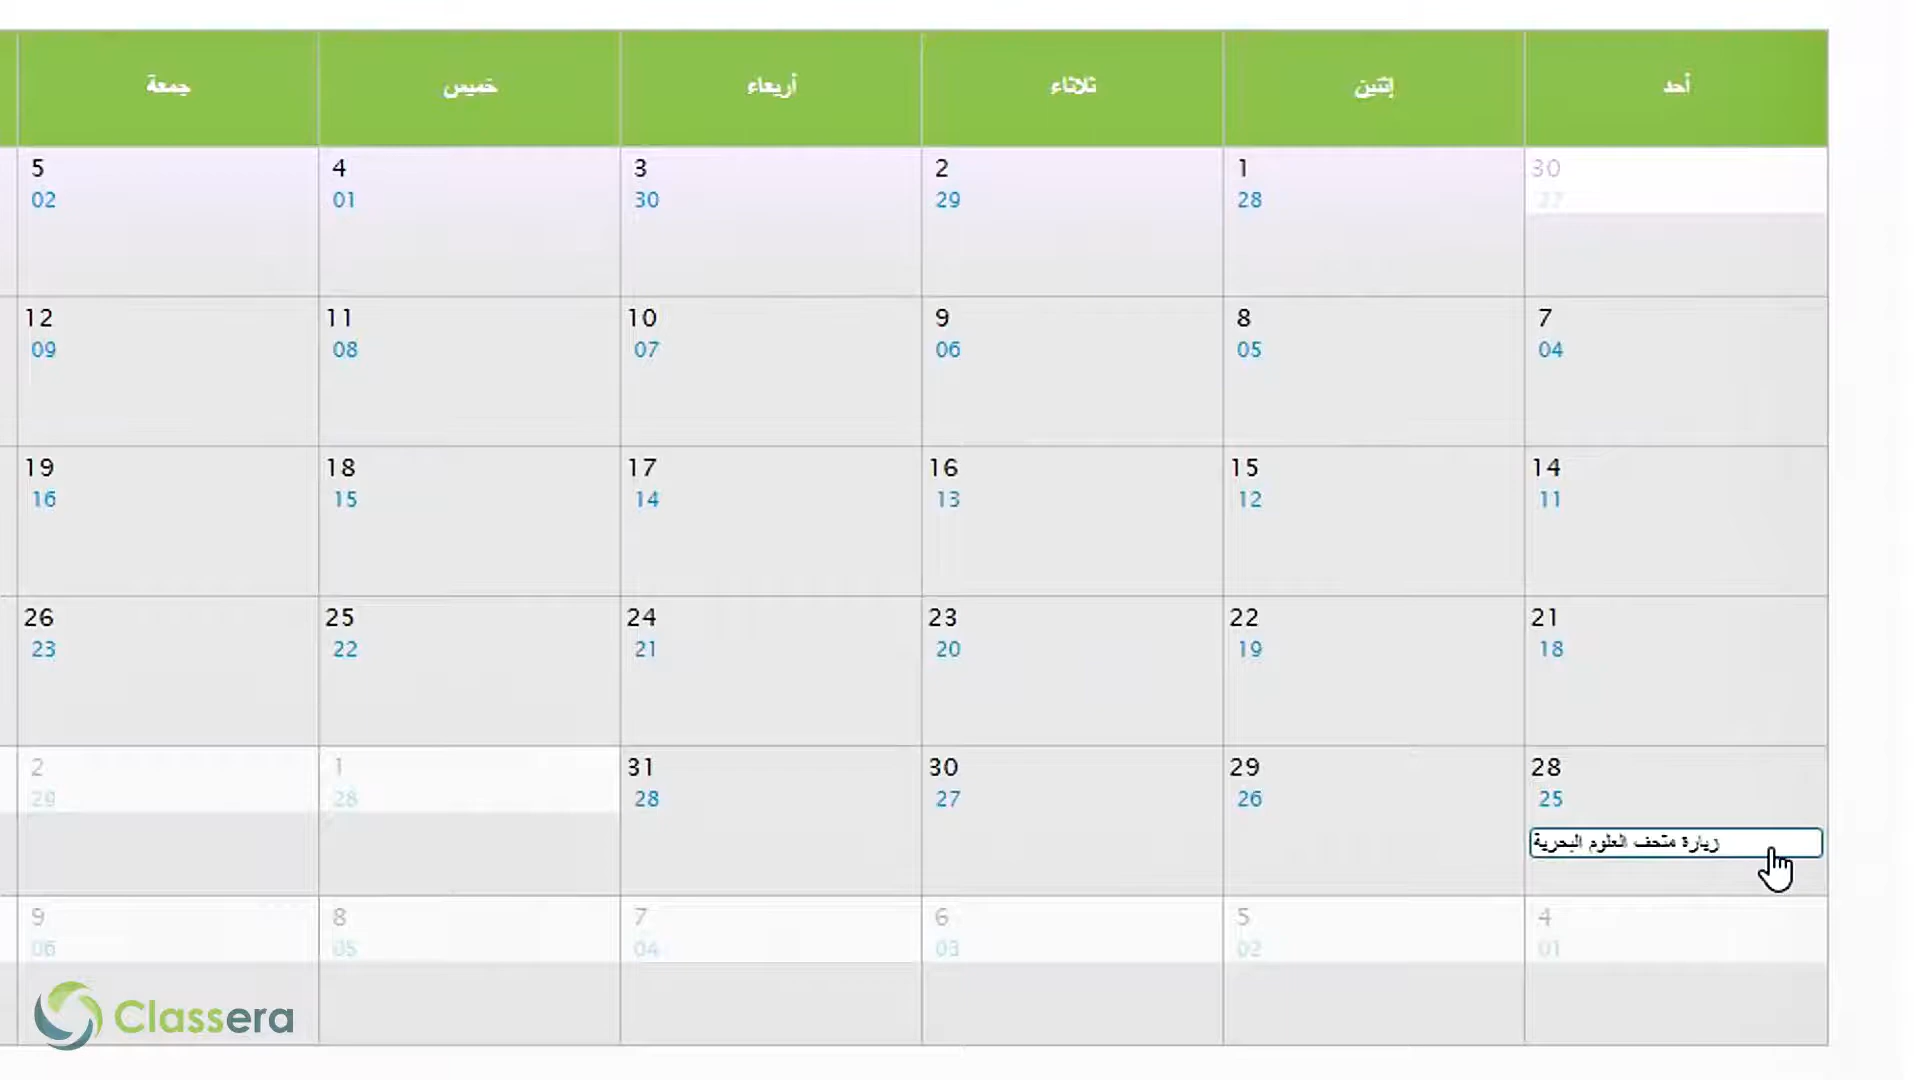 أحد إثنين ثلاثاء أربعاء خميس جمعة
30 1 2 3 4 5
27 28 29 30 01 02
7 8 9 10 11 12
04 05 06 07 08 09
14 15 16 17 18 19
11 12 13 14 15 16
21 22 23 24 25 26
18 19 20 21 22 23
28 29 30 31 1 2
25 26 27 28 28 29
زيارة متحف العلوم البحرية
4 5 6 7 8 9
01 02 03 04 05 06
Classera